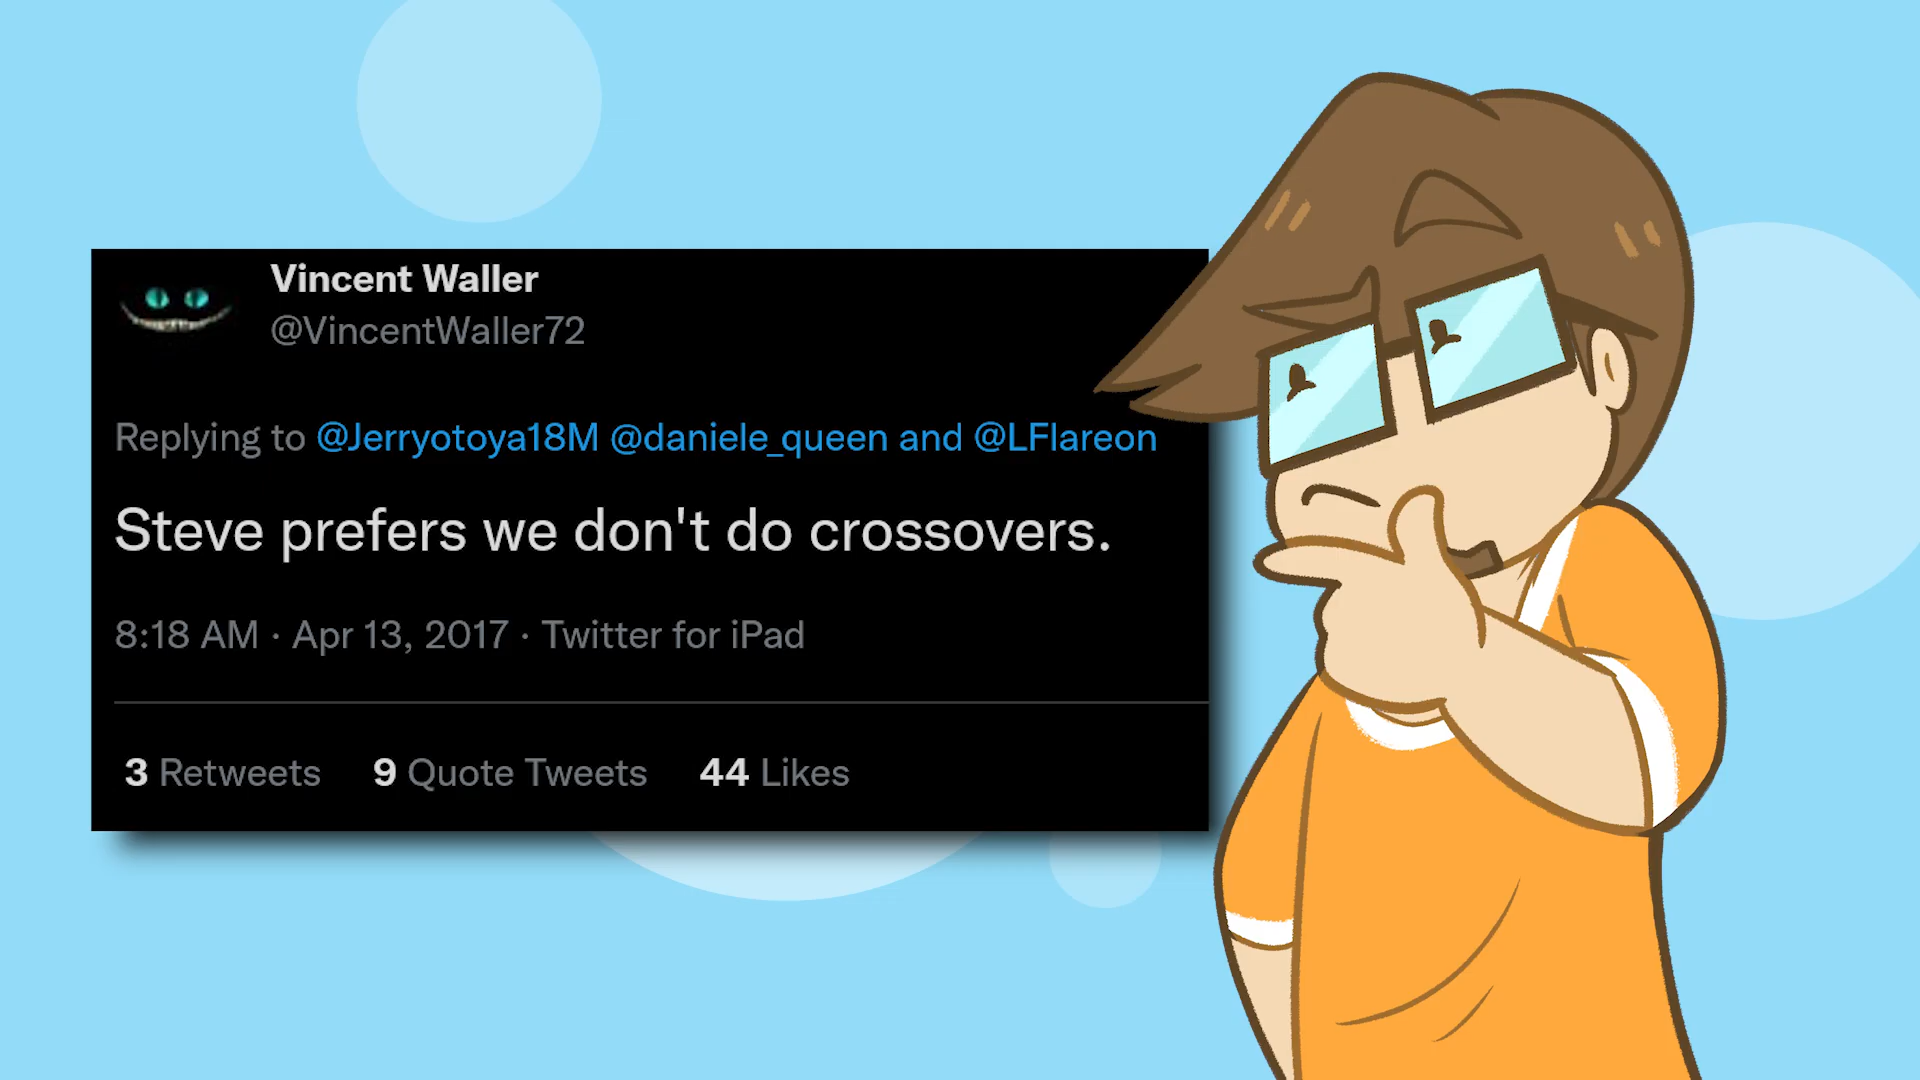 Vincent Waller
@VincentWaller72
Replying to @Jerryotoya18M @daniele_queen and @LFlareon
Steve prefers we don't do crossovers.
8:18 AM · Apr 13, 2017 · Twitter for iPad
3 Retweets 9 Quote Tweets 44 Likes